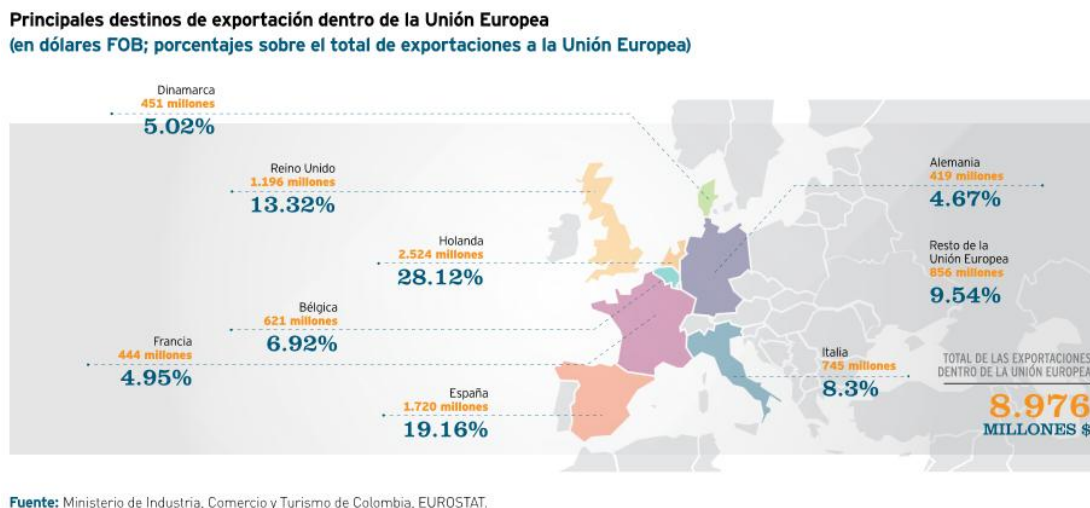 Principales destinos de exportación dentro de la Unión Europea
(en dólares FOB; porcentajes sobre el total de exportaciones a la Unión Europea)
Dinamarca
451 millones
5.02%
Reino Unido
1.196 millones
13.32%
Holanda
2.524 millones
28.12%
Bélgica
621 millones
6.92%
Francia
444 millones
4.95%
España
1.720 millones
19.16%
Alemania
419 millones
4.67%
Resto de la
Unión Europea
856 millones
9.54%
Italia
745 millones
8.3%
TOTAL DE LAS EXPORTACIONES
DENTRO DE LA UNIÓN EUROPEA
8.976
MILLONES $
Fuente: Ministerio de Industria, Comercio y Turismo de Colombia, EUROSTAT.